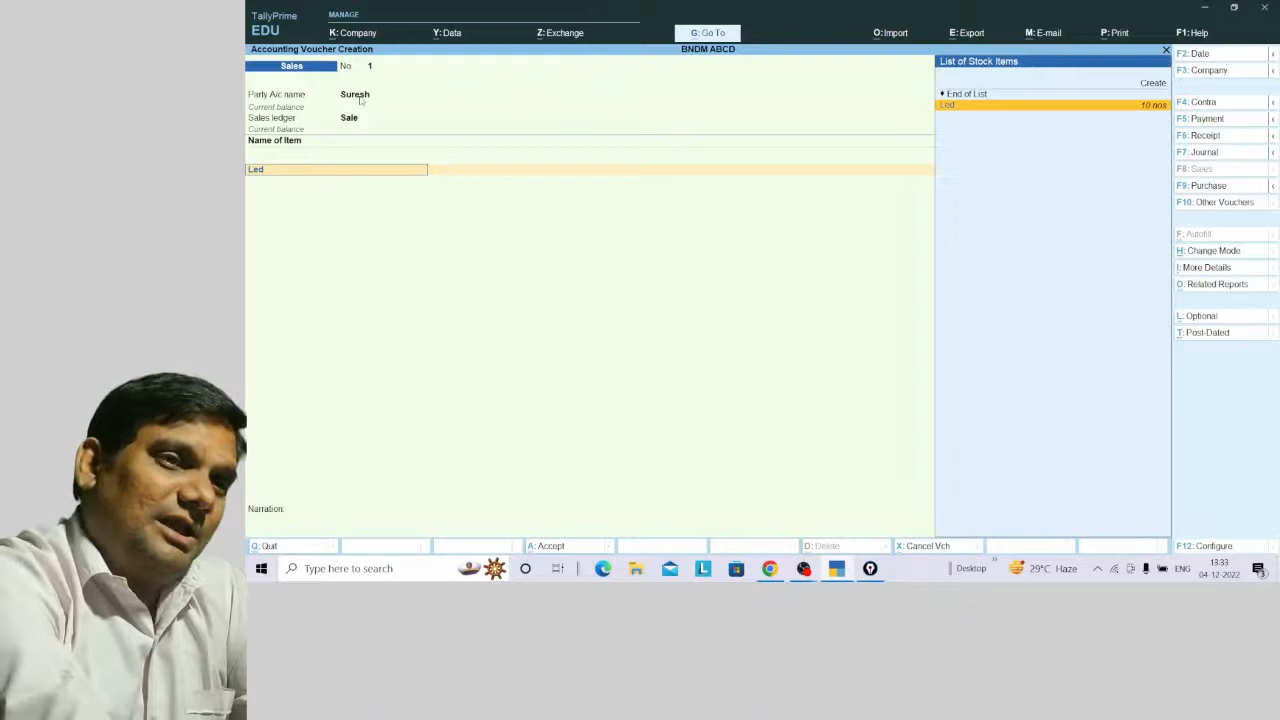 TallyPrime
EDU
MANAGE
K: Company
Y: Data
Z: Exchange
G: Go To
O: Import
E: Export
M: E-mail
P: Print
F1: Help
Accounting Voucher Creation
BNDM ABCD
Sales
No 1
Party A/c name Suresh
Current balance
Sales ledger Sale
Current balance
Name of Item
Led
Narration:
List of Stock Items
Create
♦ End of List
Led 10 nos
F2: Date
F3: Company
F4: Contra
F5: Payment
F6: Receipt
F7: Journal
F8: Sales
F9: Purchase
F10: Other Vouchers
F: Autofill
H: Change Mode
I: More Details
O: Related Reports
L: Optional
T: Post-Dated
Q: Quit
A: Accept
D: Delete
X: Cancel Vch
F12: Configure
Type here to search
Desktop
29°C Haze
ENG
13:33
04-12-2022
3